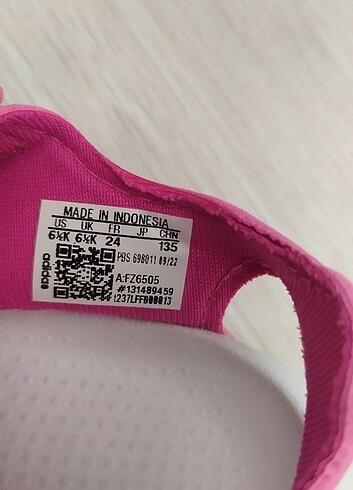 MADE IN INDONESIA
US UK FR JP CHN
6½K 6½K 24 135
PBS 698011 09/22
adidas
A:FZ6505
#131489459